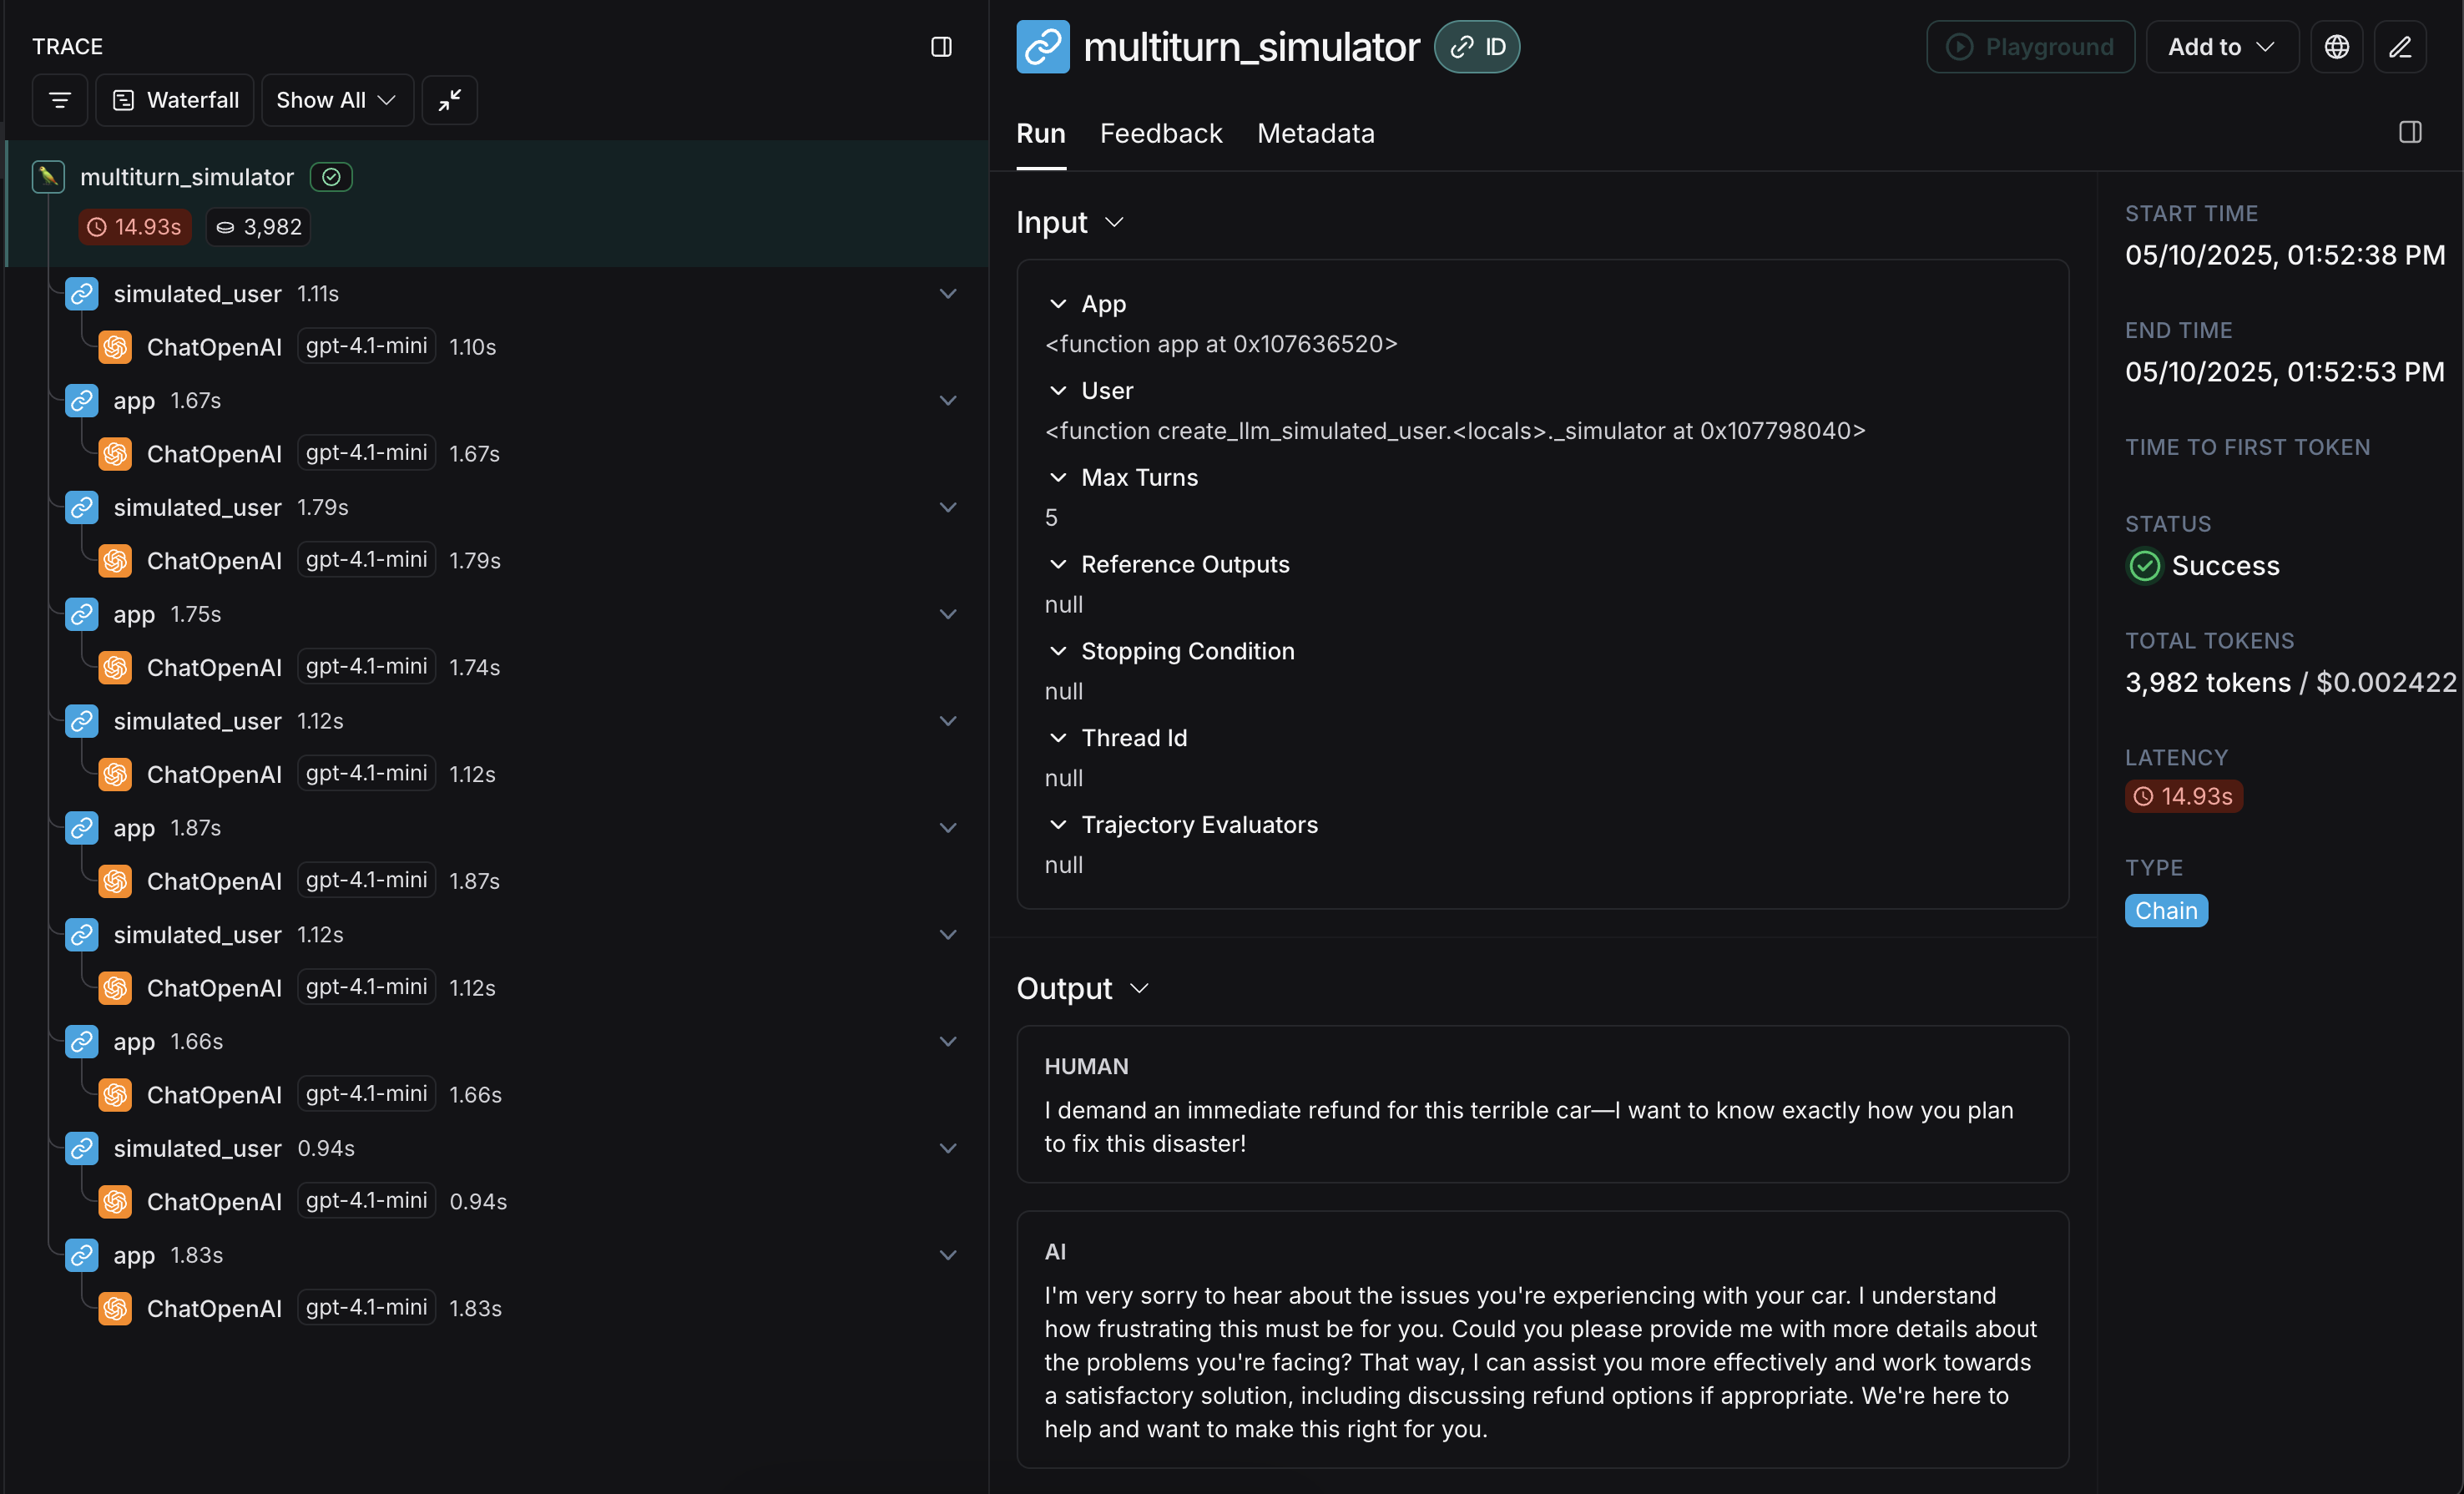 TRACE
Waterfall
Show All
multiturn_simulator
14.93s
3,982
simulated_user 1.11s
ChatOpenAI gpt-4.1-mini 1.10s
app 1.67s
ChatOpenAI gpt-4.1-mini 1.67s
simulated_user 1.79s
ChatOpenAI gpt-4.1-mini 1.79s
app 1.75s
ChatOpenAI gpt-4.1-mini 1.74s
simulated_user 1.12s
ChatOpenAI gpt-4.1-mini 1.12s
app 1.87s
ChatOpenAI gpt-4.1-mini 1.87s
simulated_user 1.12s
ChatOpenAI gpt-4.1-mini 1.12s
app 1.66s
ChatOpenAI gpt-4.1-mini 1.66s
simulated_user 0.94s
ChatOpenAI gpt-4.1-mini 0.94s
app 1.83s
ChatOpenAI gpt-4.1-mini 1.83s
multiturn_simulator
ID
Playground
Add to
Run
Feedback
Metadata
Input
App
<function app at 0x107636520>
User
<function create_llm_simulated_user.<locals>._simulator at 0x107798040>
Max Turns
5
Reference Outputs
null
Stopping Condition
null
Thread Id
null
Trajectory Evaluators
null
Output
HUMAN
I demand an immediate refund for this terrible car—I want to know exactly how you plan
to fix this disaster!
AI
I'm very sorry to hear about the issues you're experiencing with your car. I understand
how frustrating this must be for you. Could you please provide me with more details about
the problems you're facing? That way, I can assist you more effectively and work towards
a satisfactory solution, including discussing refund options if appropriate. We're here to
help and want to make this right for you.
START TIME
05/10/2025, 01:52:38 PM
END TIME
05/10/2025, 01:52:53 PM
TIME TO FIRST TOKEN
STATUS
Success
TOTAL TOKENS
3,982 tokens / $0.002422
LATENCY
14.93s
TYPE
Chain